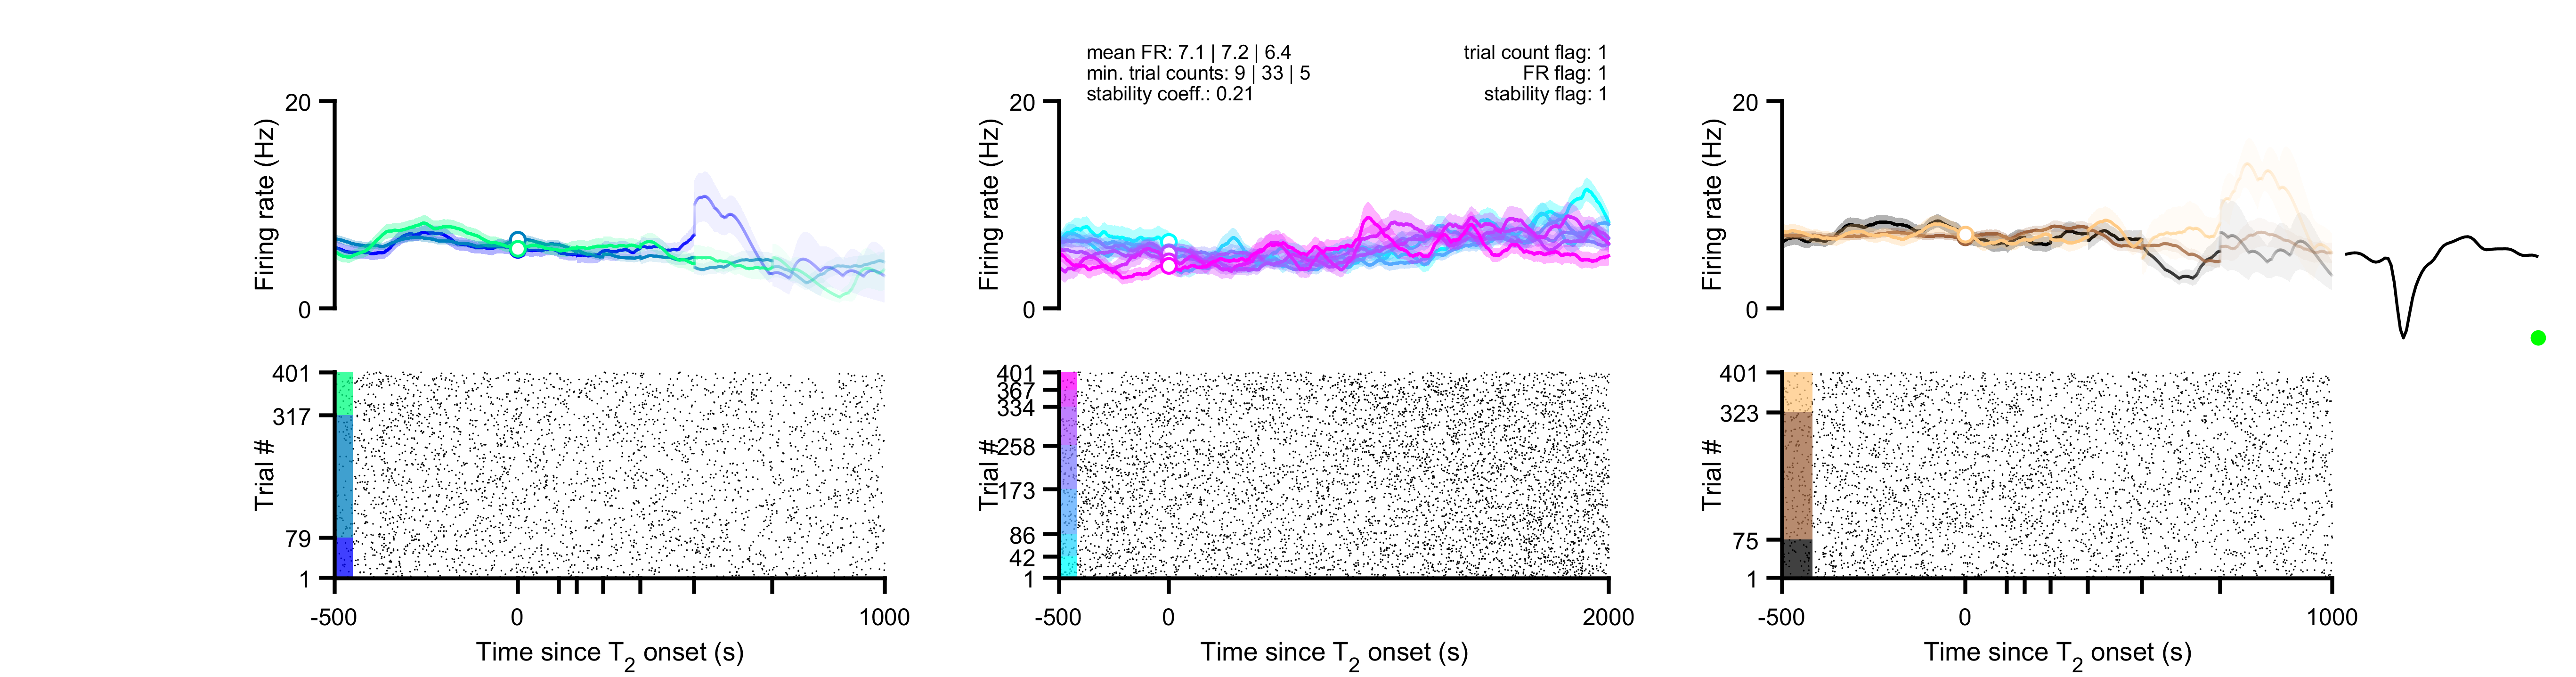 mean FR: 7.1 | 7.2 | 6.4
min. trial counts: 9 | 33 | 5
stability coeff.: 0.21
trial count flag: 1
FR flag: 1
stability flag: 1
20
0
Firing rate (Hz)
20
0
Firing rate (Hz)
20
0
Firing rate (Hz)
401
317
79
1
Trial #
-500
0
1000
Time since T2 onset (s)
401
367
334
258
173
86
42
1
Trial #
-500
0
2000
Time since T2 onset (s)
401
323
75
1
Trial #
-500
0
1000
Time since T2 onset (s)